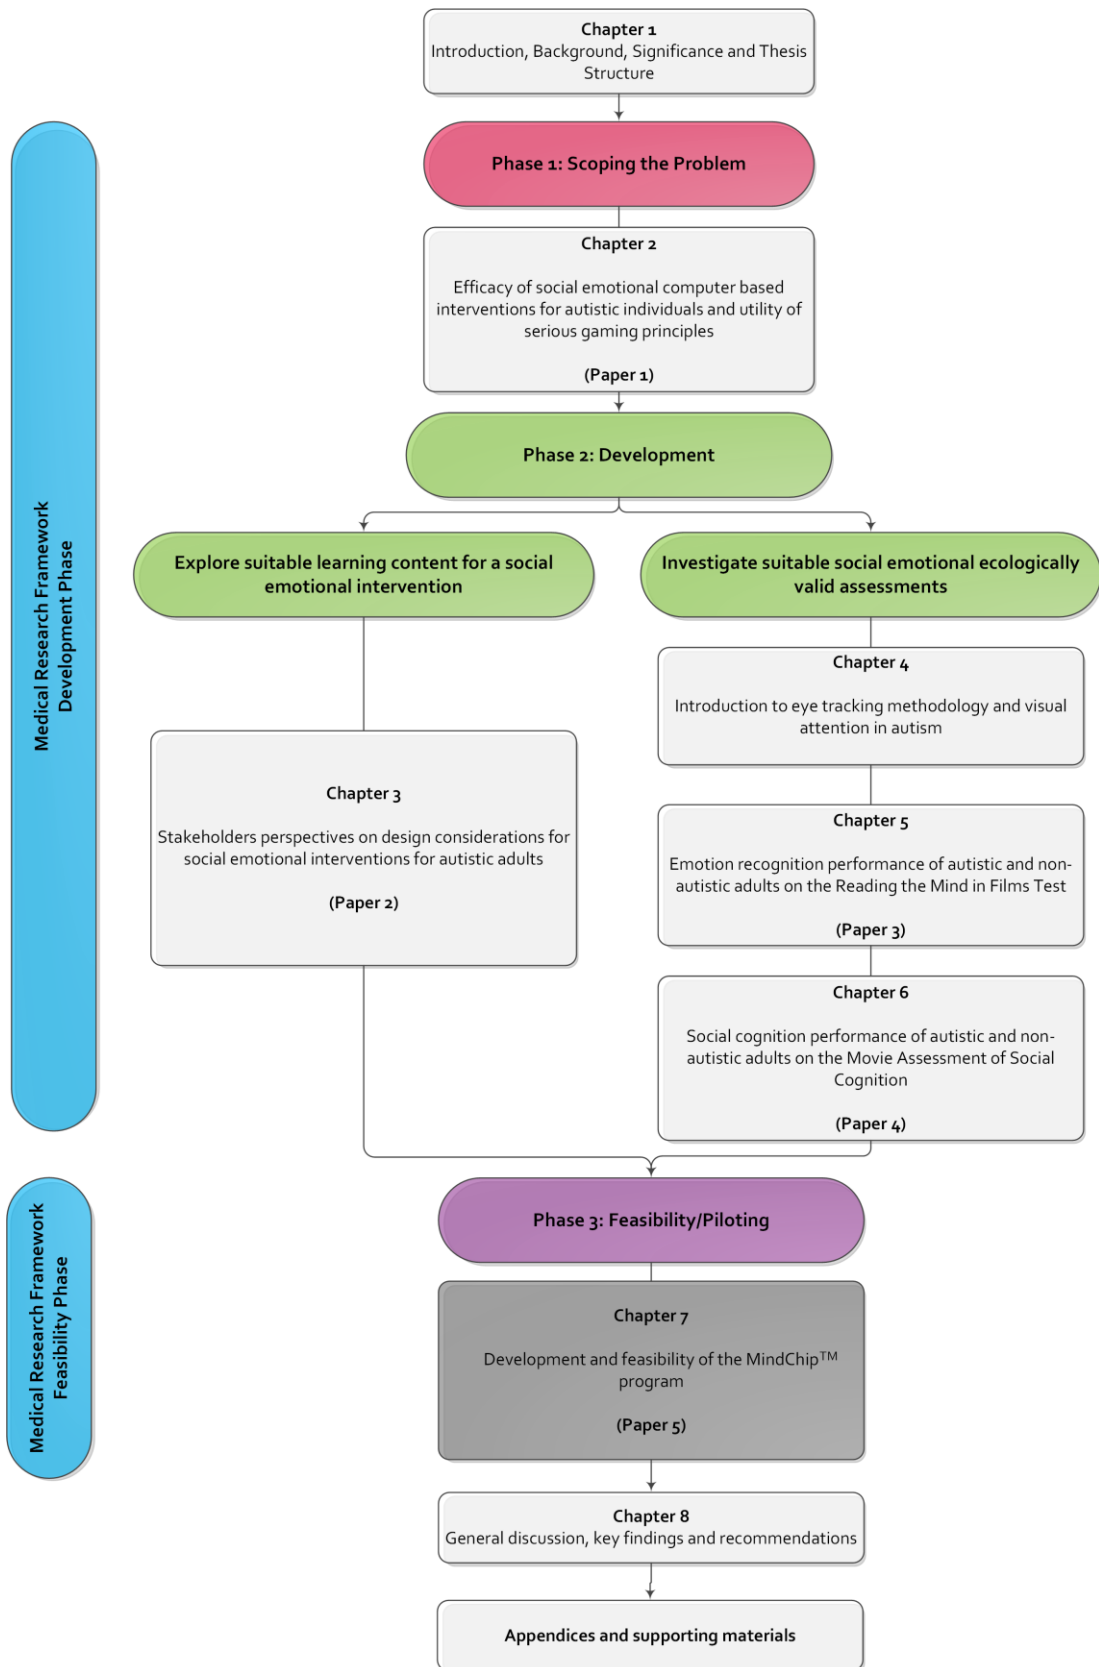 Chapter 1
Introduction, Background, Significance and Thesis
Structure
Phase 1: Scoping the Problem
Chapter 2
Efficacy of social emotional computer based
interventions for autistic individuals and utility of
serious gaming principles
(Paper 1)
Phase 2: Development
Medical Research Framework
Development Phase
Explore suitable learning content for a social
emotional intervention
Investigate suitable social emotional ecologically
valid assessments
Chapter 3
Stakeholders perspectives on design considerations for
social emotional interventions for autistic adults
(Paper 2)
Chapter 4
Introduction to eye tracking methodology and visual
attention in autism
Chapter 5
Emotion recognition performance of autistic and non-
autistic adults on the Reading the Mind in Films Test
(Paper 3)
Chapter 6
Social cognition performance of autistic and non-
autistic adults on the Movie Assessment of Social
Cognition
(Paper 4)
Medical Research Framework
Feasibility Phase
Phase 3: Feasibility/Piloting
Chapter 7
Development and feasibility of the MindChip™
program
(Paper 5)
Chapter 8
General discussion, key findings and recommendations
Appendices and supporting materials